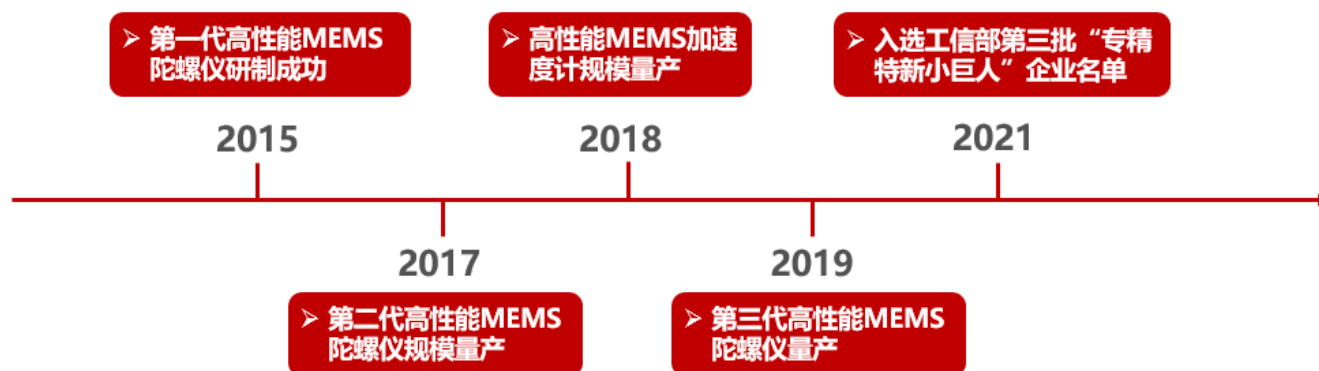 ➢ 第一代高性能MEMS
陀螺仪研制成功
➢ 高性能MEMS加速
度计规模量产
➢ 入选工信部第三批“专精
特新小巨人”企业名单
2015
2018
2021
2017
2019
➢ 第二代高性能MEMS
陀螺仪规模量产
➢ 第三代高性能MEMS
陀螺仪量产